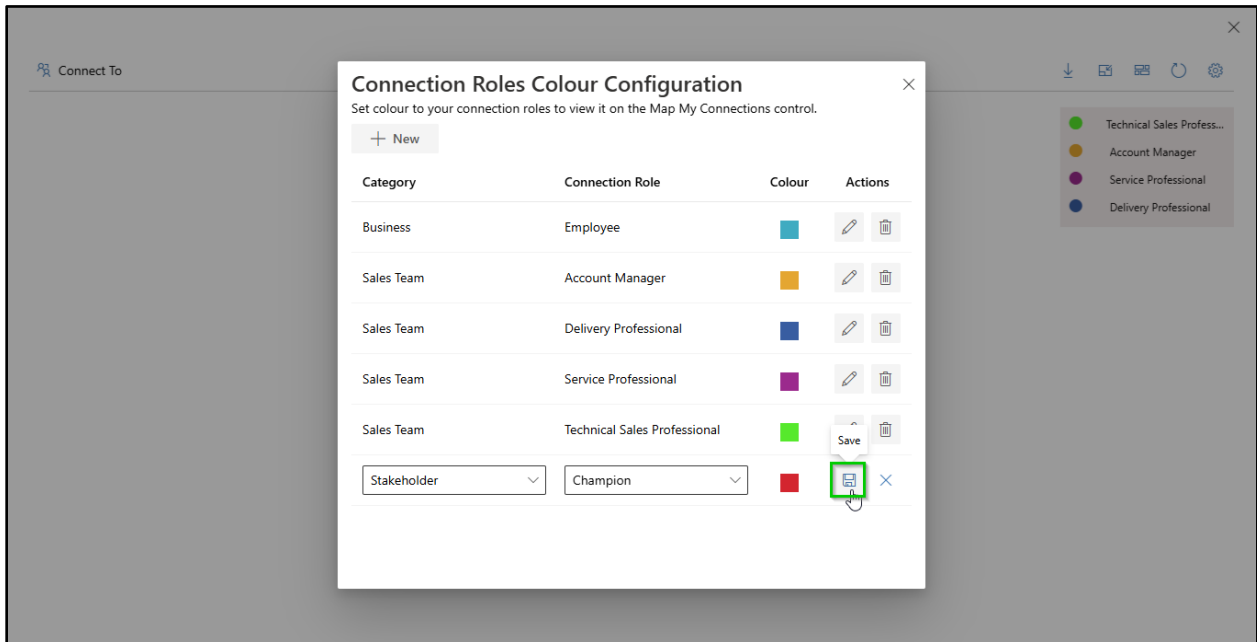 Connect To
Connection Roles Colour Configuration
Set colour to your connection roles to view it on the Map My Connections control.
New
Category Connection Role Colour Actions
Business Employee
Sales Team Account Manager
Sales Team Delivery Professional
Sales Team Service Professional
Sales Team Technical Sales Professional
Save
Stakeholder Champion
Technical Sales Profess...
Account Manager
Service Professional
Delivery Professional